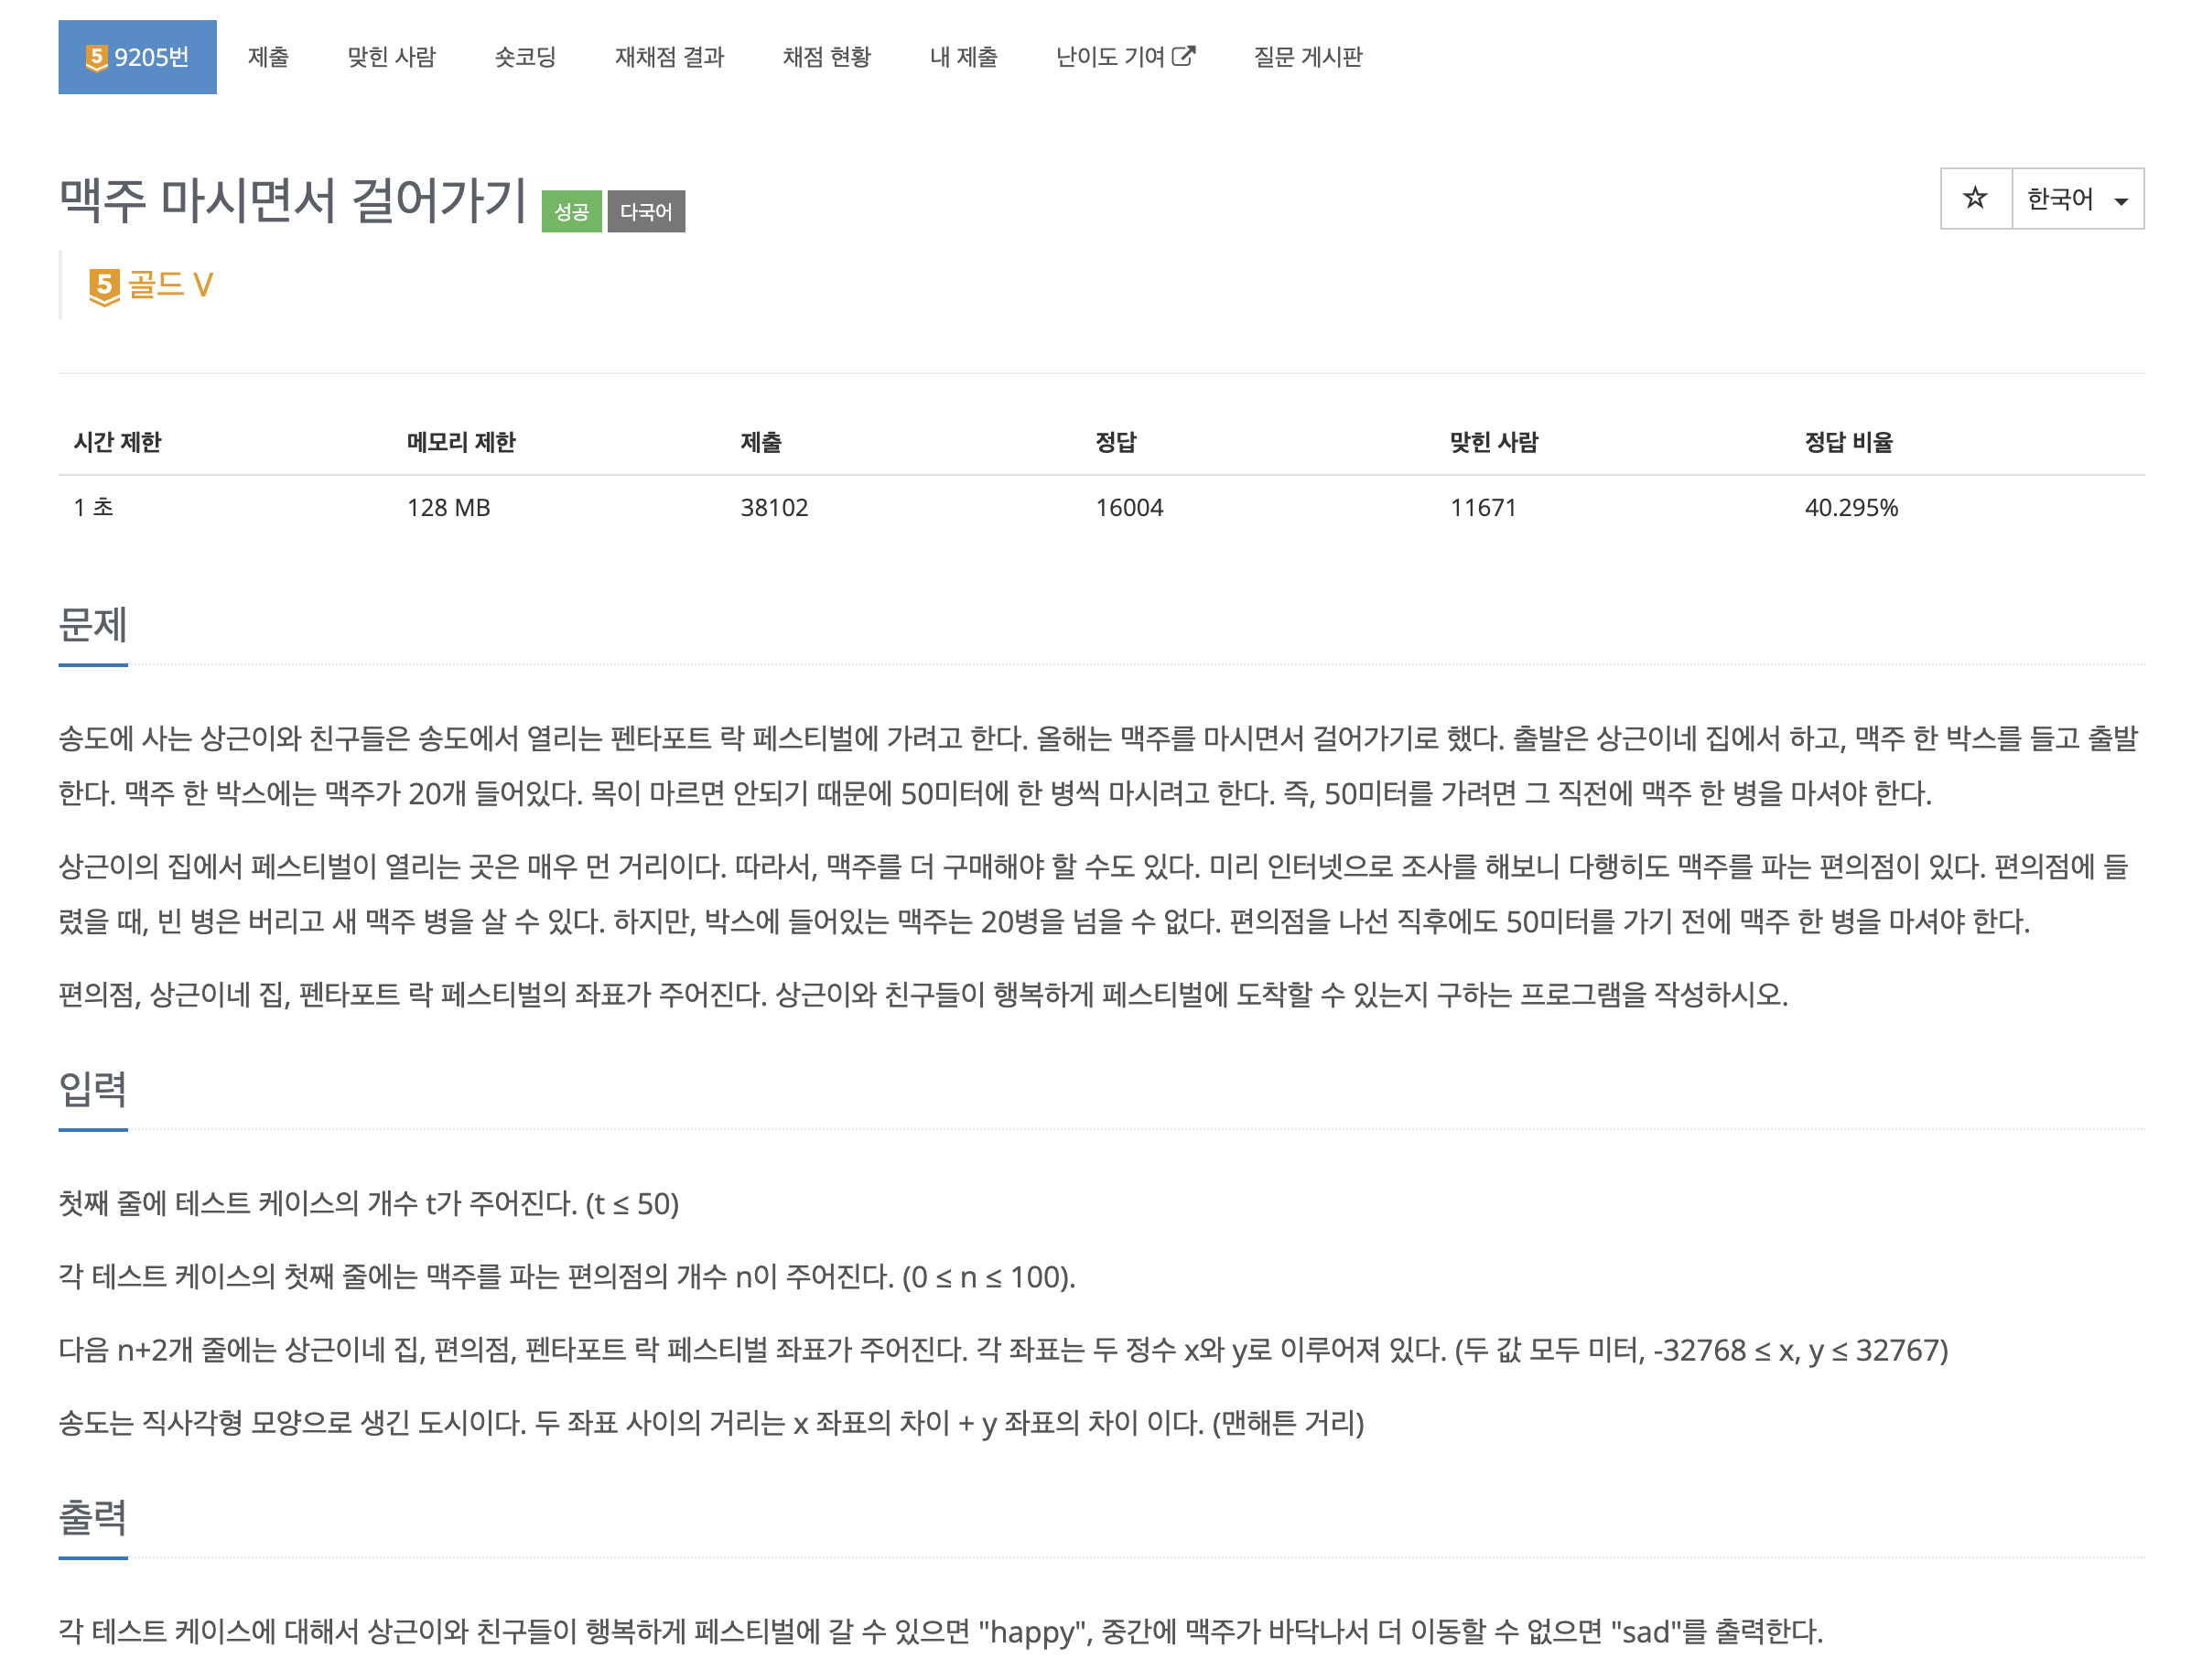 5 9205번 제출 맞힌 사람 숏코딩 재채점 결과 채점 현황 내 제출 난이도 기여 질문 게시판
맥주 마시면서 걸어가기 성공 다국어 한국어
5 골드 V
시간 제한 메모리 제한 제출 정답 맞힌 사람 정답 비율
1 초 128 MB 38102 16004 11671 40.295%
문제
송도에 사는 상근이와 친구들은 송도에서 열리는 펜타포트 락 페스티벌에 가려고 한다. 올해는 맥주를 마시면서 걸어가기로 했다. 출발은 상근이네 집에서 하고, 맥주 한 박스를 들고 출발
한다. 맥주 한 박스에는 맥주가 20개 들어있다. 목이 마르면 안되기 때문에 50미터에 한 병씩 마시려고 한다. 즉, 50미터를 가려면 그 직전에 맥주 한 병을 마셔야 한다.
상근이의 집에서 페스티벌이 열리는 곳은 매우 먼 거리이다. 따라서, 맥주를 더 구매해야 할 수도 있다. 미리 인터넷으로 조사를 해보니 다행히도 맥주를 파는 편의점이 있다. 편의점에 들
렸을 때, 빈 병은 버리고 새 맥주 병을 살 수 있다. 하지만, 박스에 들어있는 맥주는 20병을 넘을 수 없다. 편의점을 나선 직후에도 50미터를 가기 전에 맥주 한 병을 마셔야 한다.
편의점, 상근이네 집, 펜타포트 락 페스티벌의 좌표가 주어진다. 상근이와 친구들이 행복하게 페스티벌에 도착할 수 있는지 구하는 프로그램을 작성하시오.
입력
첫째 줄에 테스트 케이스의 개수 t가 주어진다. (t ≤ 50)
각 테스트 케이스의 첫째 줄에는 맥주를 파는 편의점의 개수 n이 주어진다. (0 ≤ n ≤ 100).
다음 n+2개 줄에는 상근이네 집, 편의점, 펜타포트 락 페스티벌 좌표가 주어진다. 각 좌표는 두 정수 x와 y로 이루어져 있다. (두 값 모두 미터, -32768 ≤ x, y ≤ 32767)
송도는 직사각형 모양으로 생긴 도시이다. 두 좌표 사이의 거리는 x 좌표의 차이 + y 좌표의 차이 이다. (맨해튼 거리)
출력
각 테스트 케이스에 대해서 상근이와 친구들이 행복하게 페스티벌에 갈 수 있으면 "happy", 중간에 맥주가 바닥나서 더 이동할 수 없으면 "sad"를 출력한다.